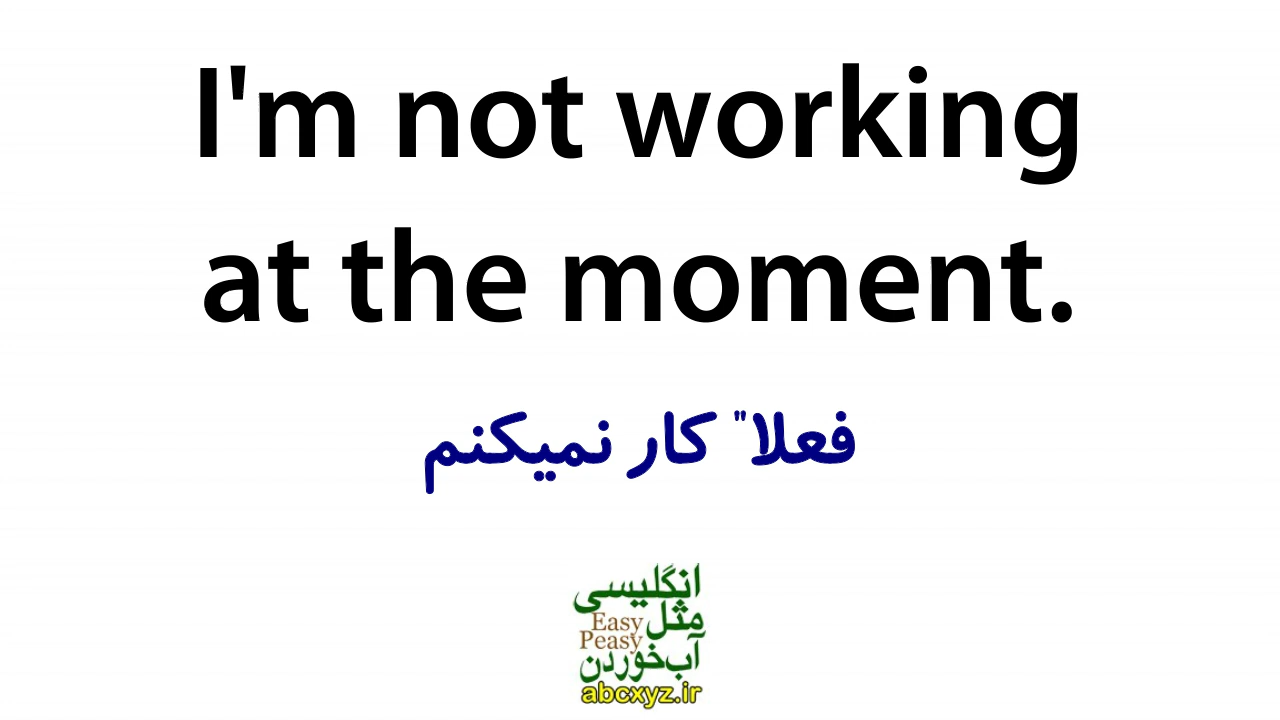 I'm not working
at the moment.
فعلا" کار نمیکنم
انگلیسی
مثل
Easy
Peasy
آب‌خوردن
abcxyz.ir